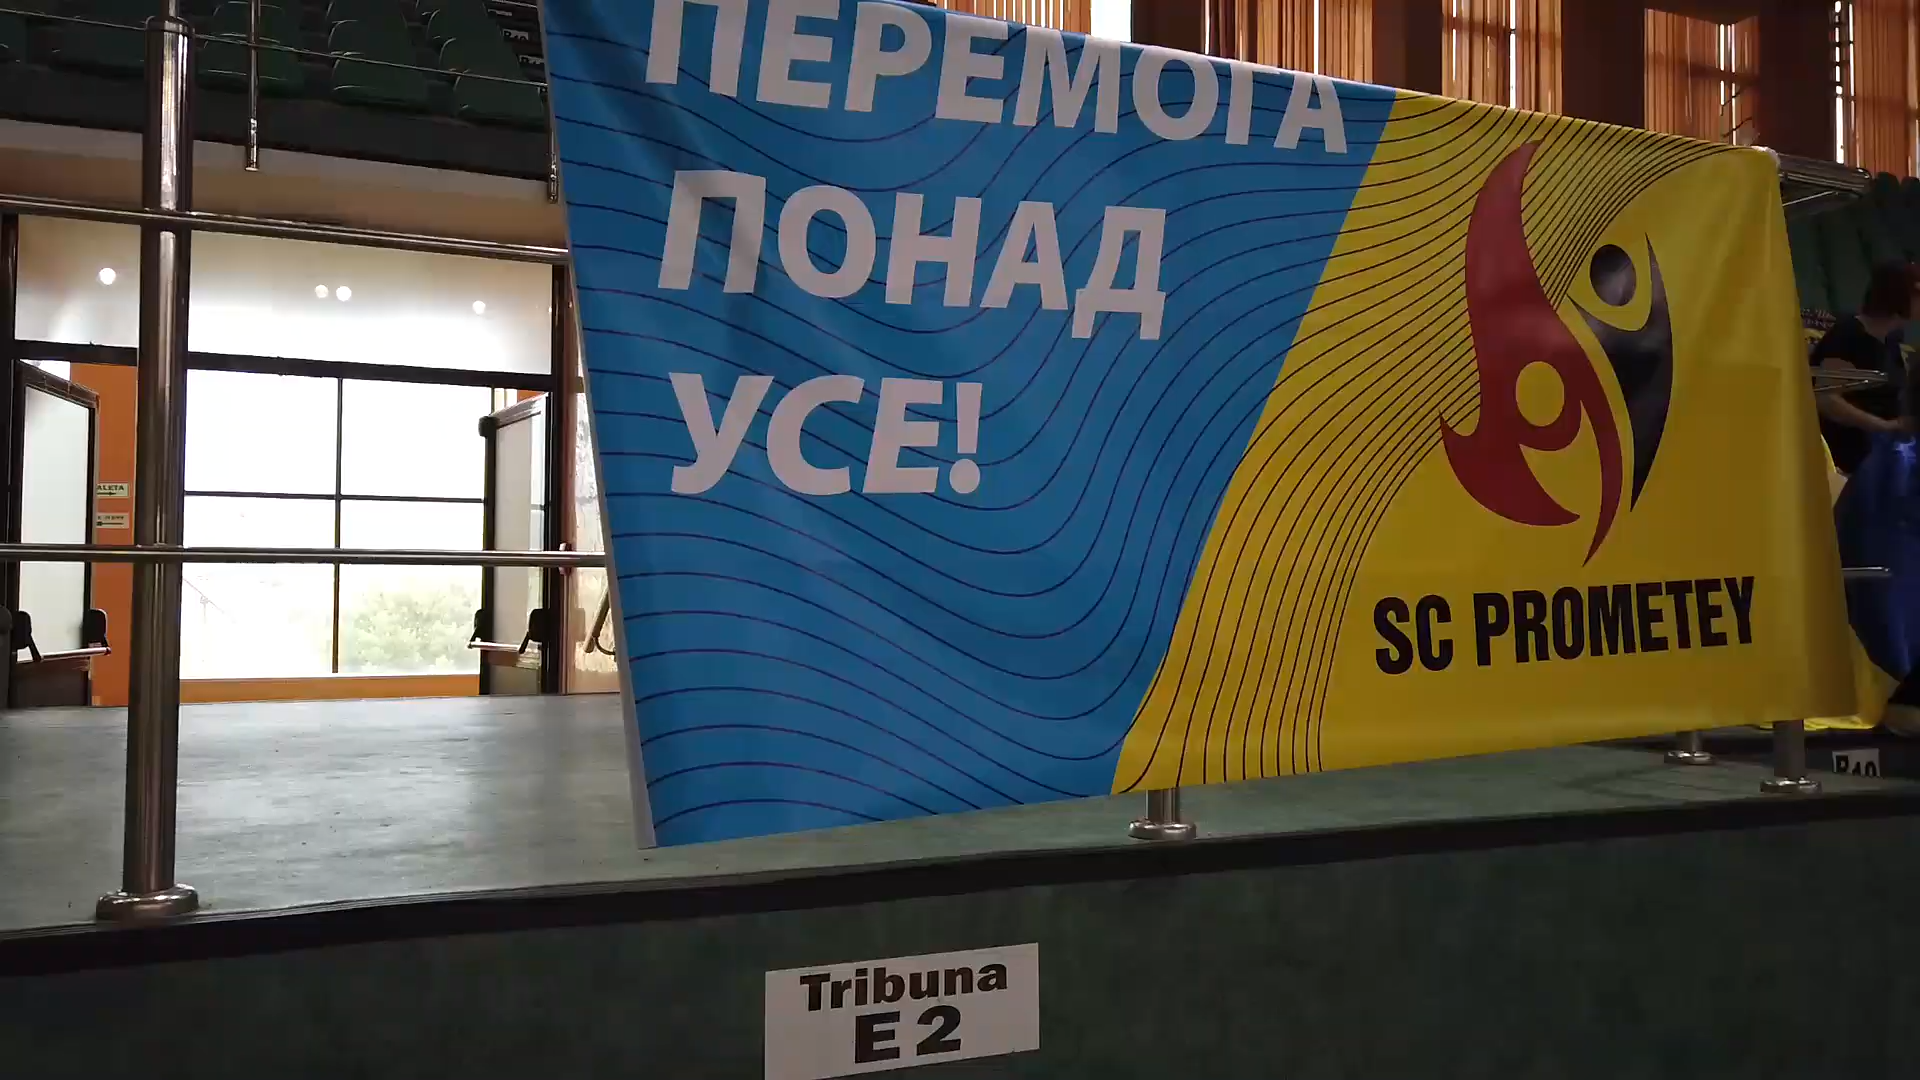 ПЕРЕМОГА
ПОНАД
УСЕ!
SC PROMETEY
Tribuna
E2